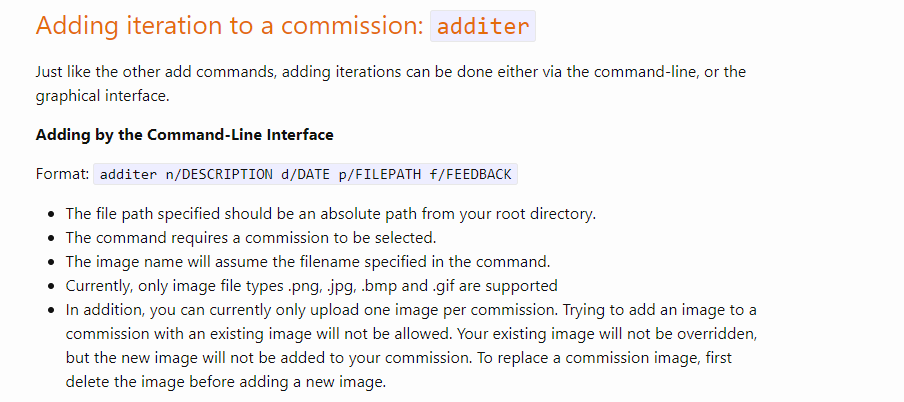 Adding iteration to a commission: additer
Just like the other add commands, adding iterations can be done either via the command-line, or the
graphical interface.
Adding by the Command-Line Interface
Format: additer n/DESCRIPTION d/DATE p/FILEPATH f/FEEDBACK
• The file path specified should be an absolute path from your root directory.
• The command requires a commission to be selected.
• The image name will assume the filename specified in the command.
• Currently, only image file types .png, .jpg, .bmp and .gif are supported
• In addition, you can currently only upload one image per commission. Trying to add an image to a
commission with an existing image will not be allowed. Your existing image will not be overridden,
but the new image will not be added to your commission. To replace a commission image, first
delete the image before adding a new image.